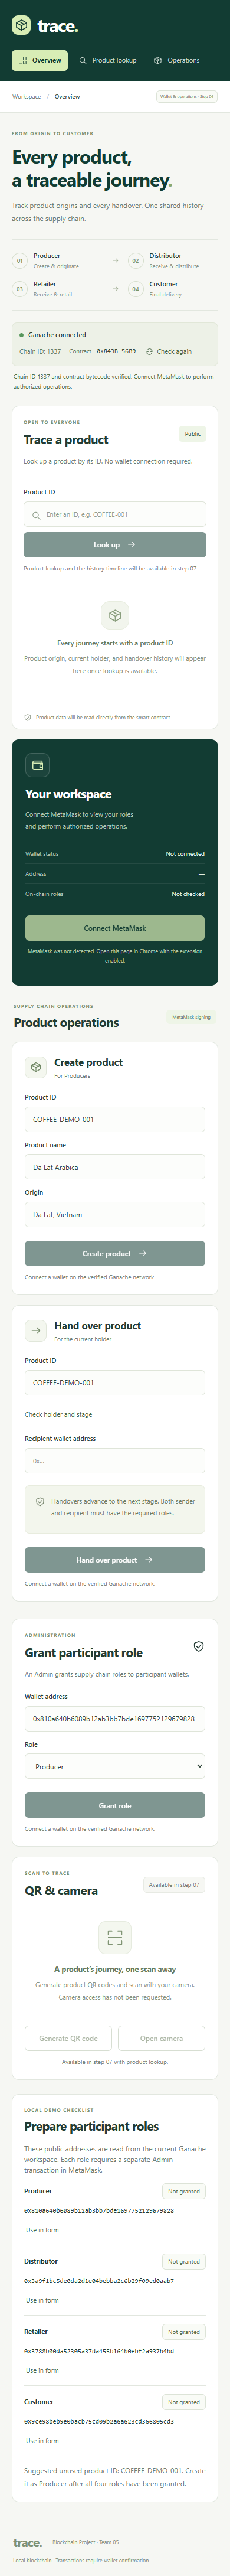 trace.
Overview
Product lookup
Operations
Workspace / Overview
Wallet & operations · Step 06
FROM ORIGIN TO CUSTOMER
Every product,
a traceable journey.
Track product origins and every handover. One shared history
across the supply chain.
01 Producer
Create & originate
→
02 Distributor
Receive & distribute
03 Retailer
Receive & retail
→
04 Customer
Final delivery
Ganache connected
Chain ID: 1337 Contract 0x8438…5689 Check again
Chain ID 1337 and contract bytecode verified. Connect MetaMask to perform
authorized operations.
OPEN TO EVERYONE
Trace a product
Public
Look up a product by its ID. No wallet connection required.
Product ID
Enter an ID, e.g. COFFEE-001
Look up →
Product lookup and the history timeline will be available in step 07.
Every journey starts with a product ID
Product origin, current holder, and handover history will appear
here once lookup is available.
Product data will be read directly from the smart contract.
Your workspace
Connect MetaMask to view your roles
and perform authorized operations.
Wallet status Not connected
Address —
On-chain roles Not checked
Connect MetaMask
MetaMask was not detected. Open this page in Chrome with the extension
enabled.
SUPPLY CHAIN OPERATIONS
Product operations
MetaMask signing
Create product
For Producers
Product ID
COFFEE-DEMO-001
Product name
Da Lat Arabica
Origin
Da Lat, Vietnam
Create product →
Connect a wallet on the verified Ganache network.
Hand over product
For the current holder
Product ID
COFFEE-DEMO-001
Check holder and stage
Recipient wallet address
0x...
Handovers advance to the next stage. Both sender
and recipient must have the required roles.
Hand over product →
Connect a wallet on the verified Ganache network.
ADMINISTRATION
Grant participant role
An Admin grants supply chain roles to participant wallets.
Wallet address
0x810a640b6089b12ab3bb7bde1697752129679828
Role
Producer
Grant role
Connect a wallet on the verified Ganache network.
SCAN TO TRACE
QR & camera
Available in step 07
A product's journey, one scan away
Generate product QR codes and scan with your camera.
Camera access has not been requested.
Generate QR code
Open camera
Available in step 07 with product lookup.
LOCAL DEMO CHECKLIST
Prepare participant roles
These public addresses are read from the current Ganache
workspace. Each role requires a separate Admin
transaction in MetaMask.
Producer Not granted
0x810a640b6089b12ab3bb7bde1697752129679828
Use in form
Distributor Not granted
0x3a9f1bc5de0da2d1e04bebba2c6b29f09ed0aab7
Use in form
Retailer Not granted
0x3788b00da52305a37da455b164b0ebf2a937b4bd
Use in form
Customer Not granted
0x9ce98beb9e0bacb75cd09b2a6a623cd366805cd3
Use in form
Suggested unused product ID: COFFEE-DEMO-001. Create
it as Producer after all four roles have been granted.
trace. Blockchain Project · Team 05
Local blockchain · Transactions require wallet confirmation